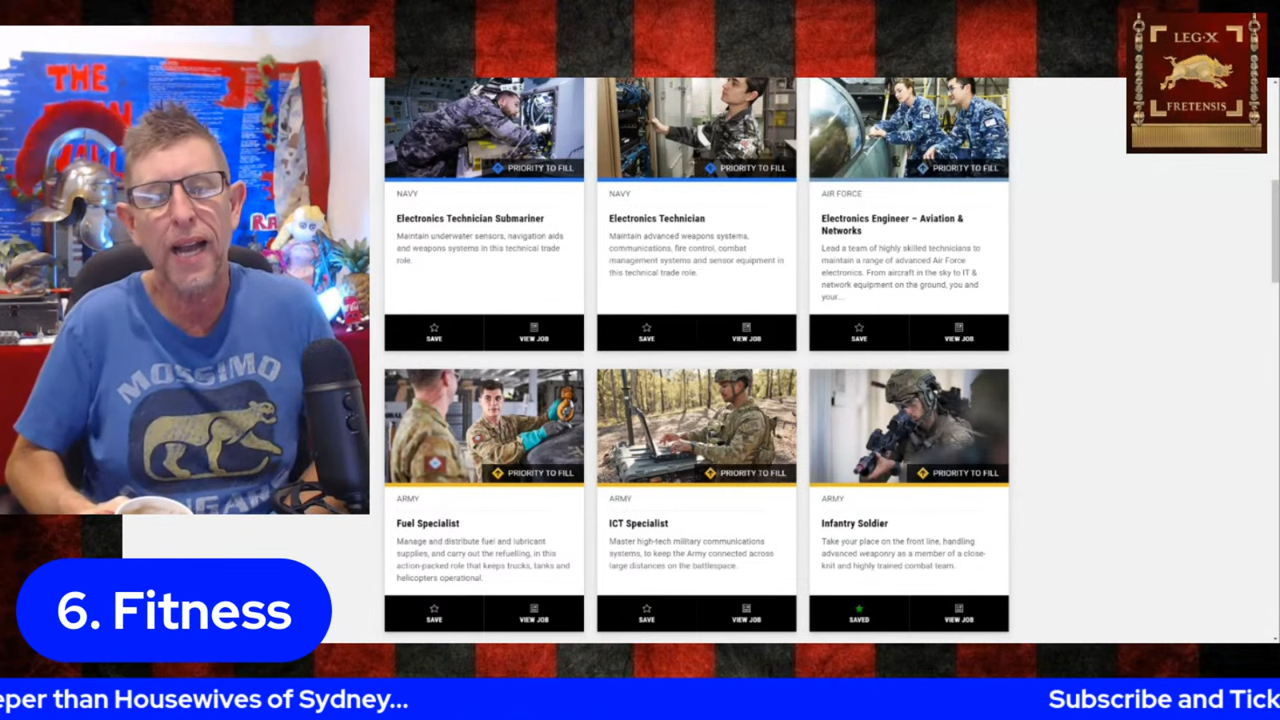 THE
RA
MOSSIMO
LEG·X
FRETENSIS
PRIORITY TO FILL
PRIORITY TO FILL
PRIORITY TO FILL
NAVY
Electronics Technician Submariner
Maintain underwater sensors, navigation aids
and weapons systems in this technical trade
role.
SAVE
VIEW JOB
NAVY
Electronics Technician
Maintain advanced weapons systems,
communications, fire control, combat
management systems and sensor equipment in
this technical trade role.
SAVE
VIEW JOB
AIR FORCE
Electronics Engineer – Aviation &
Networks
Lead a team of highly skilled technicians to
maintain a range of advanced Air Force
electronics. From aircraft in the sky to IT &
network equipment on the ground, you and
your...
SAVE
VIEW JOB
PRIORITY TO FILL
PRIORITY TO FILL
PRIORITY TO FILL
ARMY
Fuel Specialist
Manage and distribute fuel and lubricant
supplies, and carry out the refuelling, in this
action-packed role that keeps trucks, tanks and
helicopters operational.
SAVE
VIEW JOB
ARMY
ICT Specialist
Master high-tech military communications
systems, to keep the Army connected across
large distances on the battlespace.
SAVE
VIEW JOB
ARMY
Infantry Soldier
Take your place on the front line, handling
advanced weaponry as a member of a close-
knit and highly trained combat team.
SAVED
VIEW JOB
6. Fitness
eper than Housewives of Sydney...
Subscribe and Tick